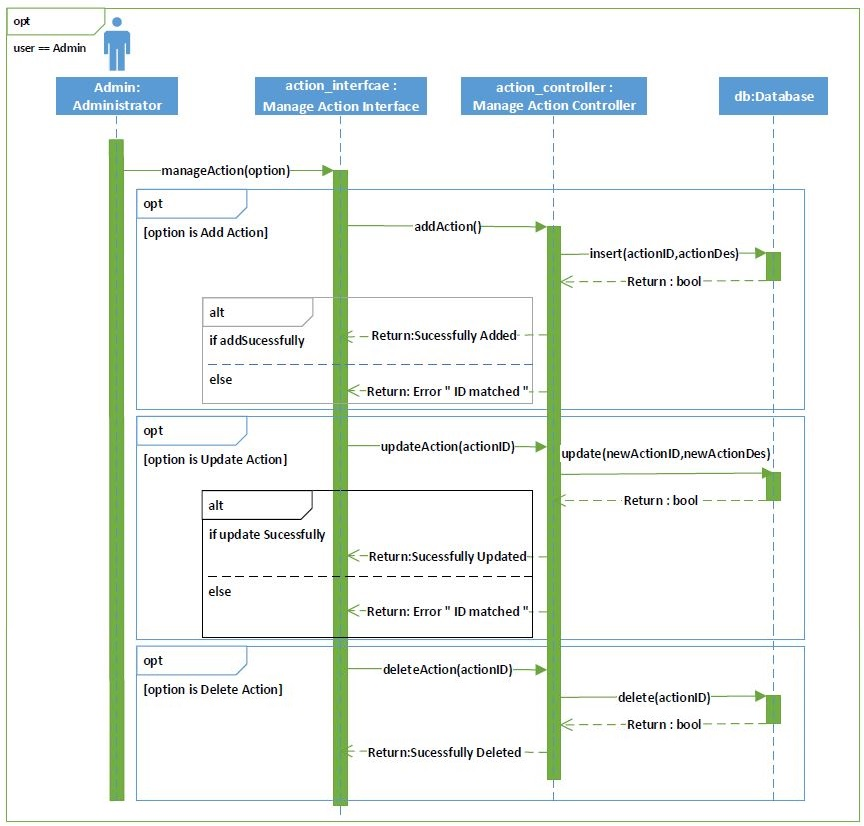 opt
user == Admin
Admin:
Administrator
action_interfcae :
Manage Action Interface
action_controller :
Manage Action Controller
db:Database
manageAction(option)
opt
[option is Add Action]
addAction()
insert(actionID,actionDes)
Return : bool
alt
if addSucessfully
Return:Sucessfully Added
else
Return: Error " ID matched "
opt
[option is Update Action]
updateAction(actionID)
update(newActionID,newActionDes)
Return : bool
alt
if update Sucessfully
Return:Sucessfully Updated
else
Return: Error " ID matched "
opt
[option is Delete Action]
deleteAction(actionID)
delete(actionID)
Return : bool
Return:Sucessfully Deleted